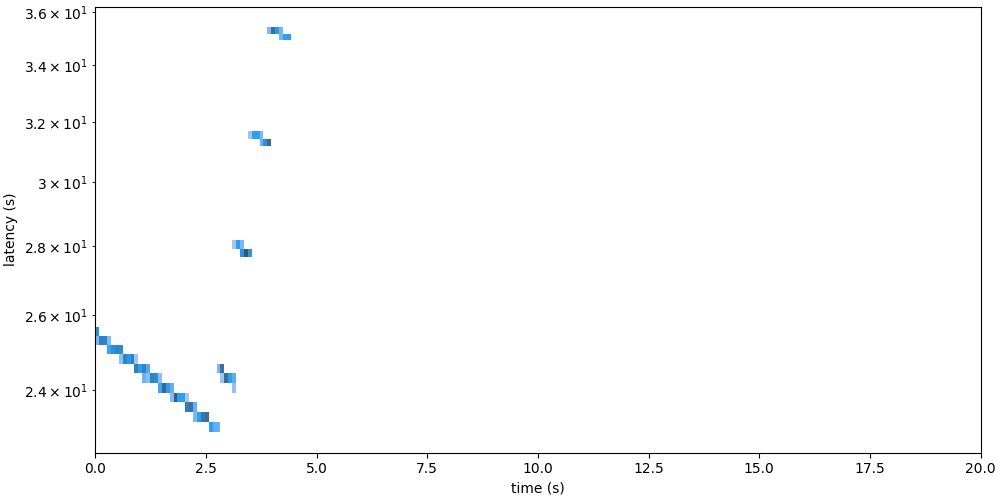 3.6 × 10¹
3.4 × 10¹
3.2 × 10¹
3 × 10¹
2.8 × 10¹
2.6 × 10¹
2.4 × 10¹
latency (s)
0.0 2.5 5.0 7.5 10.0 12.5 15.0 17.5 20.0
time (s)